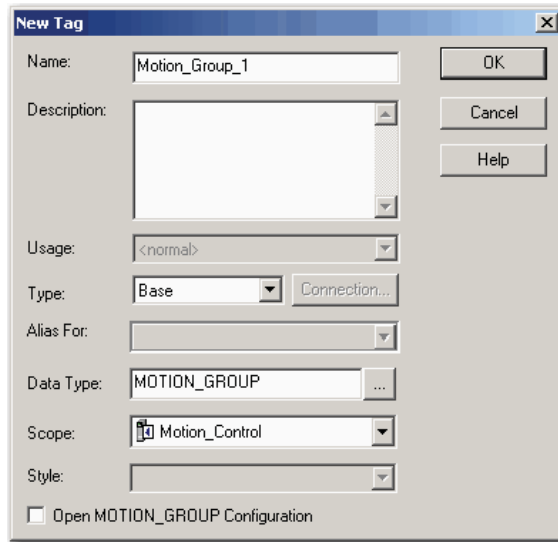 New Tag
Name: Motion_Group_1 OK
Description: Cancel
Help
Usage: <normal>
Type: Base Connection...
Alias For:
Data Type: MOTION_GROUP ...
Scope: Motion_Control
Style:
Open MOTION_GROUP Configuration